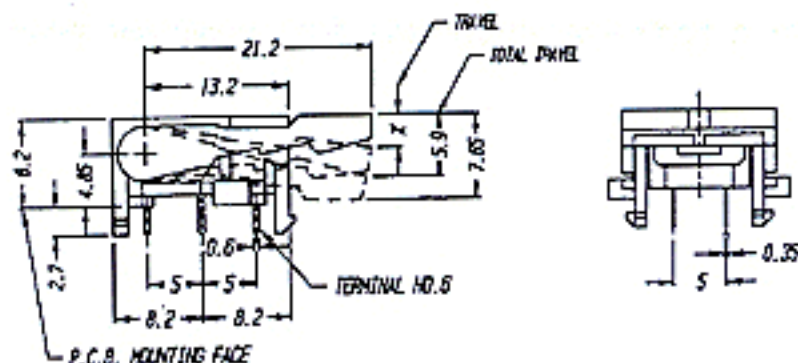 TRAVEL
TOTAL TRAVEL
21.2
13.2
8.2
4.85
2.7
X
5.9
7.65
0.6
5
5
8.2
8.2
TERMINAL NO.6
P.C.B. MOUNTING FACE
5
0.35